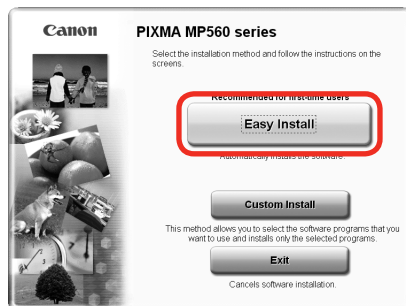 Canon
PIXMA MP560 series
Select the installation method and follow the instructions on the
screens.
Recommended for first-time users
Easy Install
Automatically installs the software.
Custom Install
This method allows you to select the software programs that you
want to use and installs only the selected programs.
Exit
Cancels software installation.